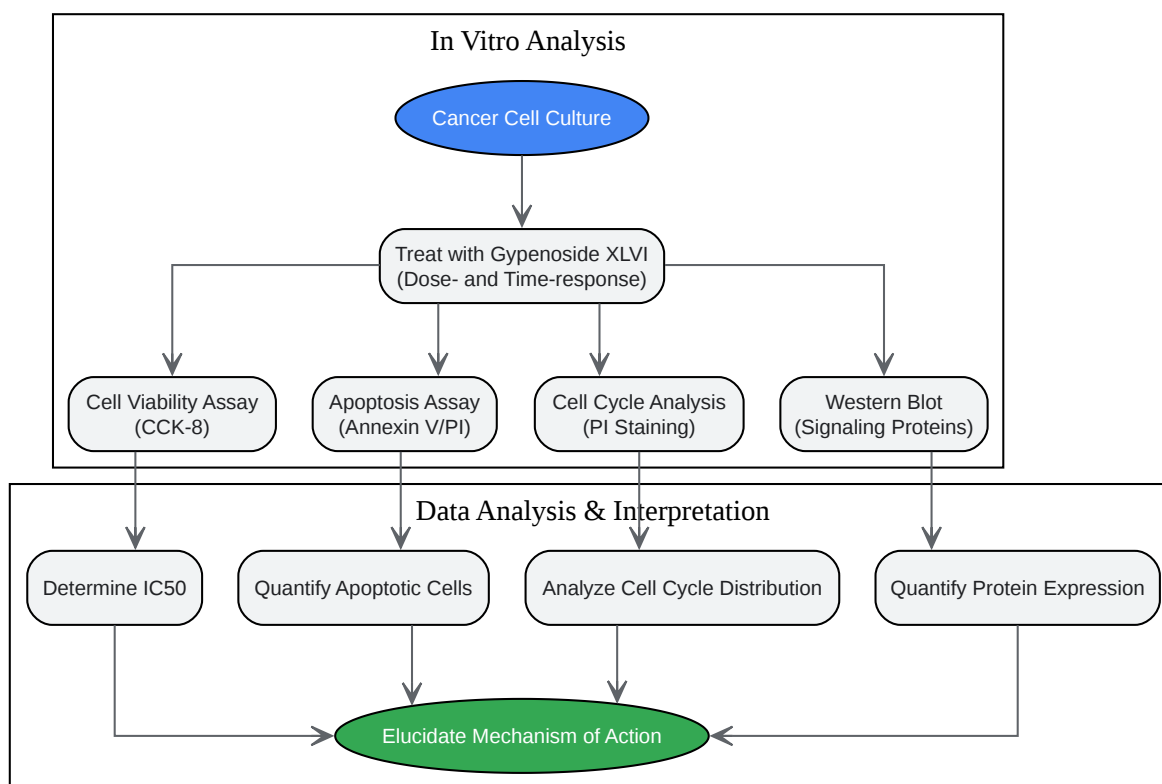 In Vitro Analysis
Cancer Cell Culture
Treat with Gypenoside XLVI
(Dose- and Time-response)
Cell Viability Assay
(CCK-8)
Apoptosis Assay
(Annexin V/PI)
Cell Cycle Analysis
(PI Staining)
Western Blot
(Signaling Proteins)
Data Analysis & Interpretation
Determine IC50
Quantify Apoptotic Cells
Analyze Cell Cycle Distribution
Quantify Protein Expression
Elucidate Mechanism of Action